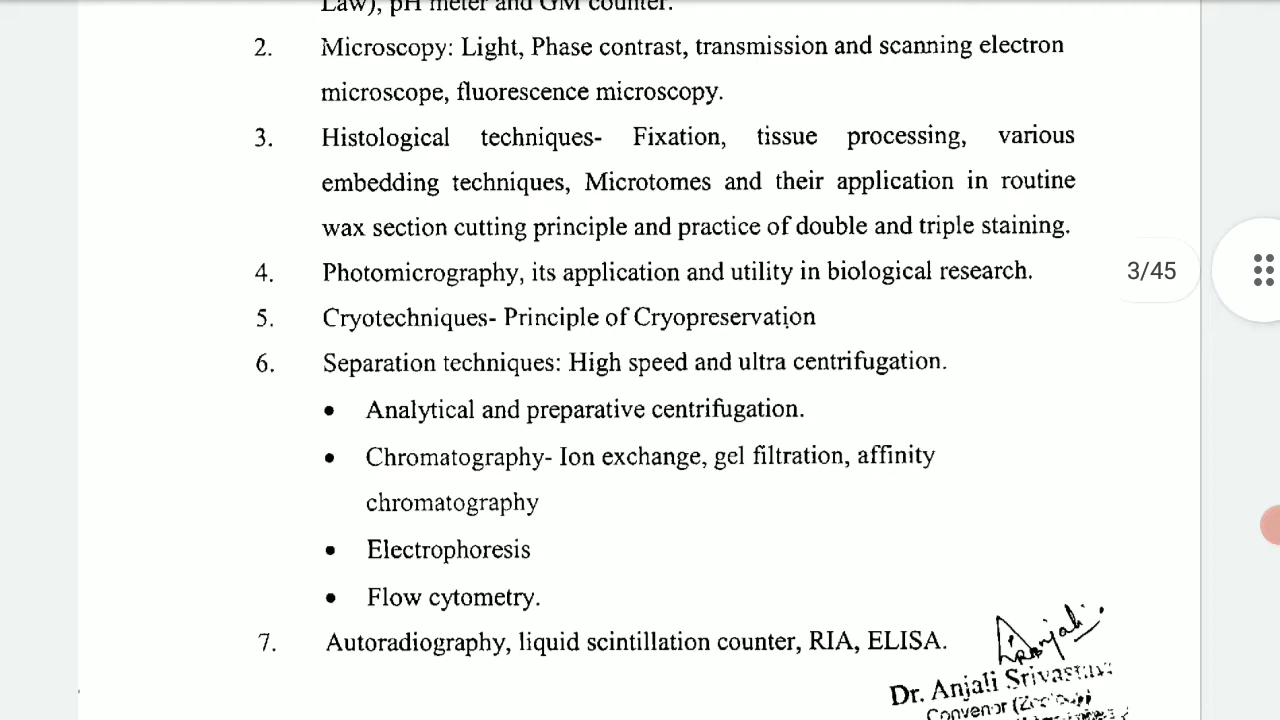 Law), pH meter and GM counter.
2. Microscopy: Light, Phase contrast, transmission and scanning electron
microscope, fluorescence microscopy.
3. Histological techniques- Fixation, tissue processing, various
embedding techniques, Microtomes and their application in routine
wax section cutting principle and practice of double and triple staining.
4. Photomicrography, its application and utility in biological research.
3/45
5. Cryotechniques- Principle of Cryopreservation
6. Separation techniques: High speed and ultra centrifugation.
• Analytical and preparative centrifugation.
• Chromatography- Ion exchange, gel filtration, affinity
chromatography
• Electrophoresis
• Flow cytometry.
7. Autoradiography, liquid scintillation counter, RIA, ELISA.
Dr. Anjali Srivastava
Convenor